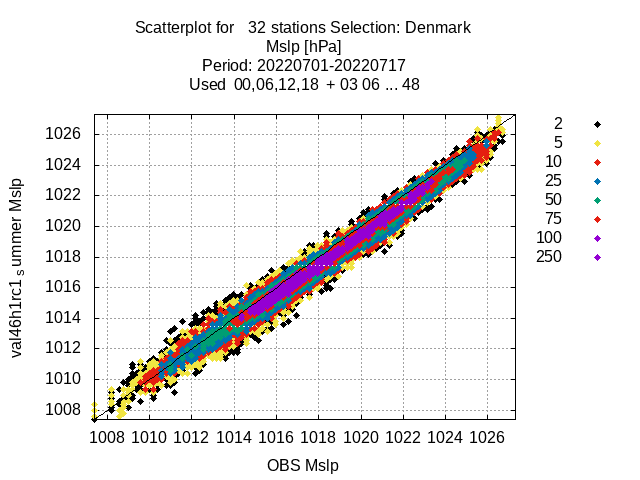 Scatterplot for   32 stations Selection: Denmark
Mslp [hPa]
Period: 20220701-20220717
Used  00,06,12,18  + 03 06 ... 48
1026
1024
1022
1020
1018
1016
1014
1012
1010
1008
val46h1rc1 summer Mslp
1008 1010 1012 1014 1016 1018 1020 1022 1024 1026
OBS Mslp
2
5
10
25
50
75
100
250